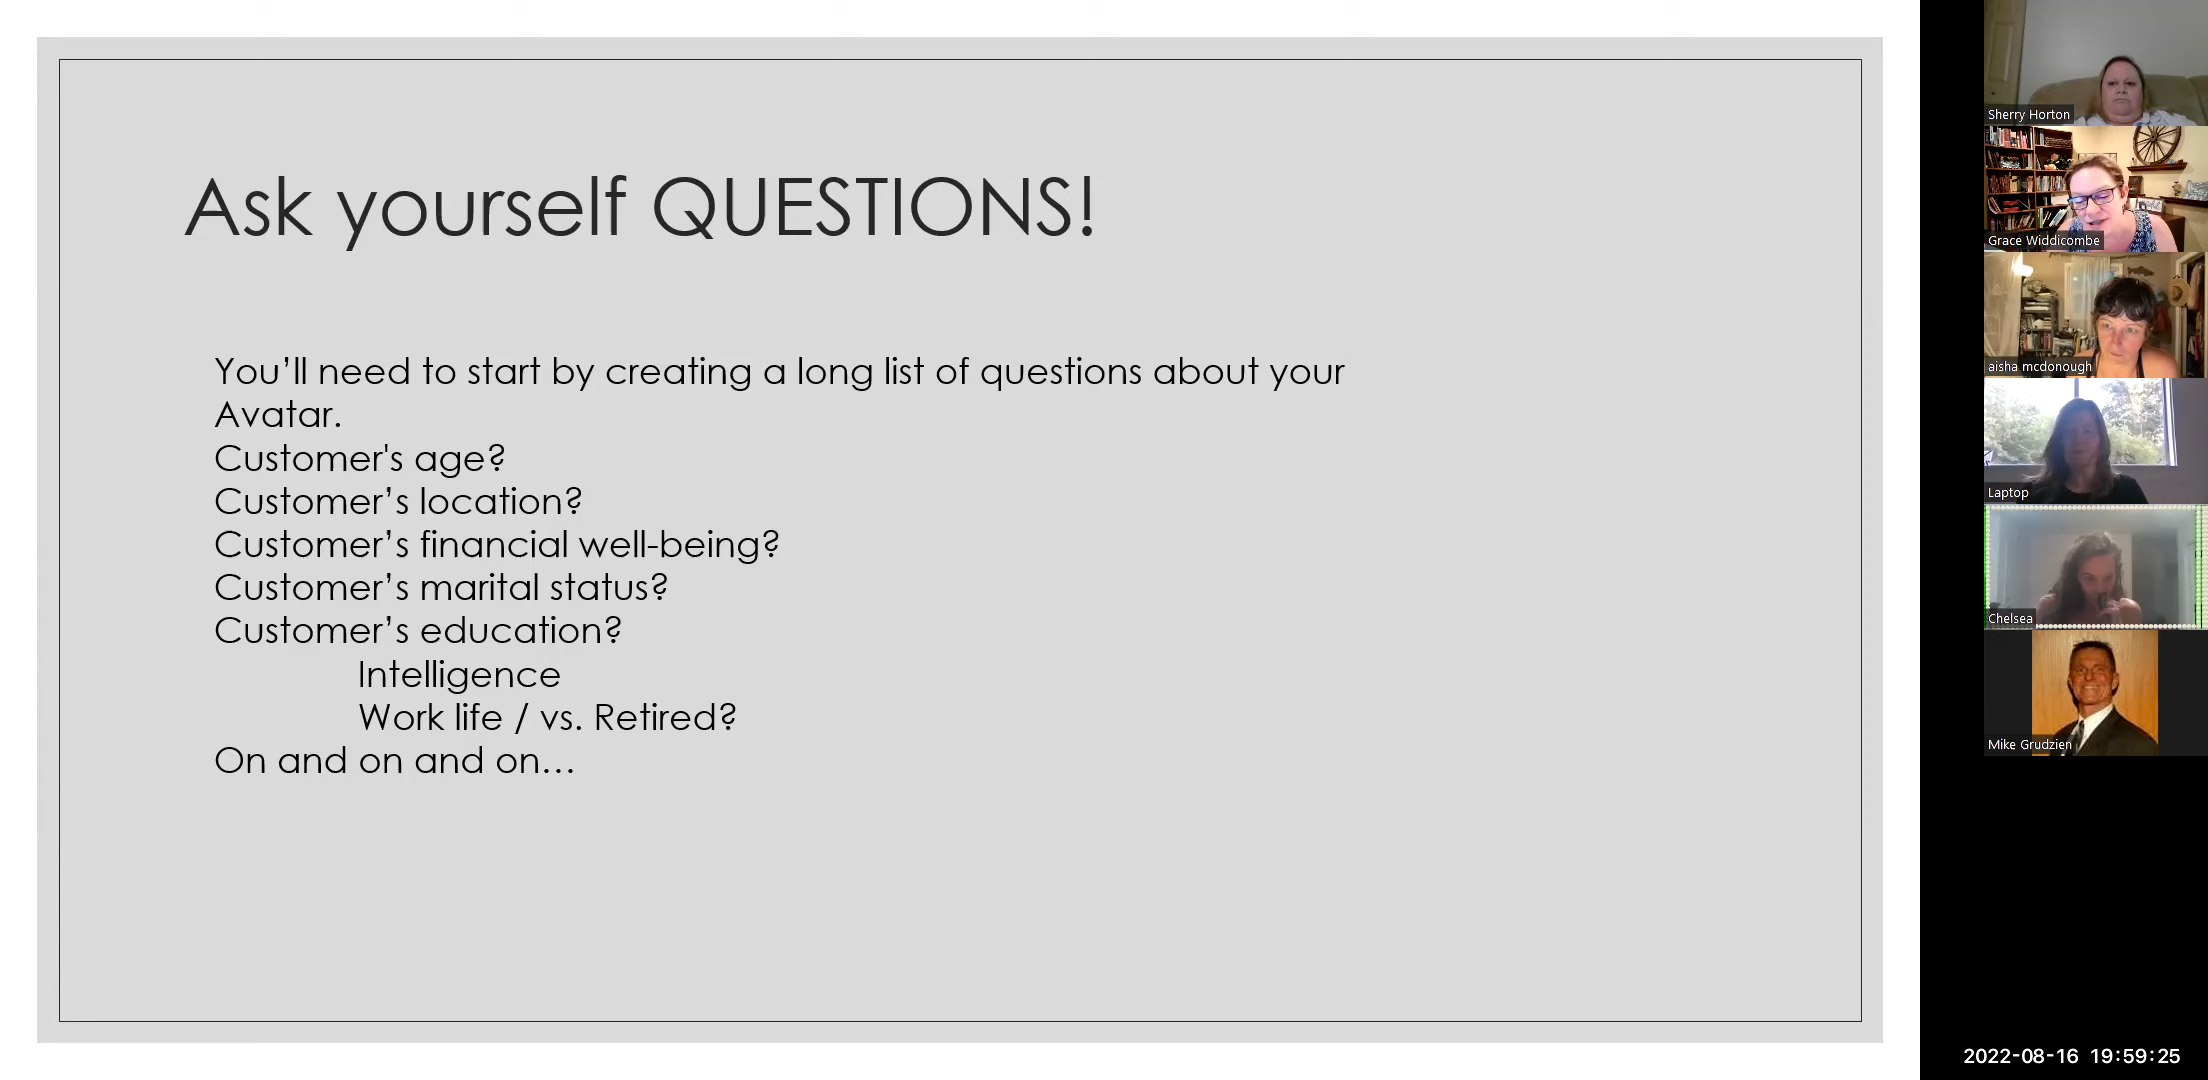 Ask yourself QUESTIONS!
You’ll need to start by creating a long list of questions about your
Avatar.
Customer's age?
Customer’s location?
Customer’s financial well-being?
Customer’s marital status?
Customer’s education?
Intelligence
Work life / vs. Retired?
On and on and on…
Sherry Horton
Grace Widdicombe
aisha mcdonough
Laptop
Chelsea
Mike Grudzien
2022-08-16 19:59:25